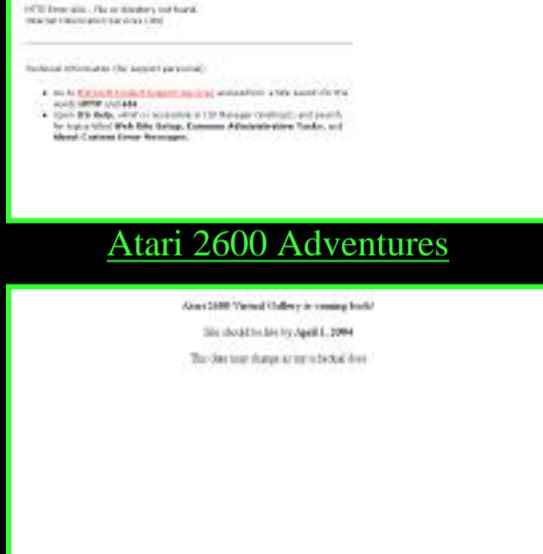 HTTP Error 404 - File or directory not found.
Internet Information Services (IIS)
Technical Information (for support personnel)
Go to Microsoft Product Support Services and perform a title search for the
words HTTP and 404.
Open IIS Help, which is accessible in IIS Manager (inetmgr), and search
for topics titled Web Site Setup, Common Administrative Tasks, and
About Custom Error Messages.
Atari 2600 Adventures
Atari 2600 Virtual Gallery is coming back!
Site should be live by April 1, 2004
This date may change as my schedual does